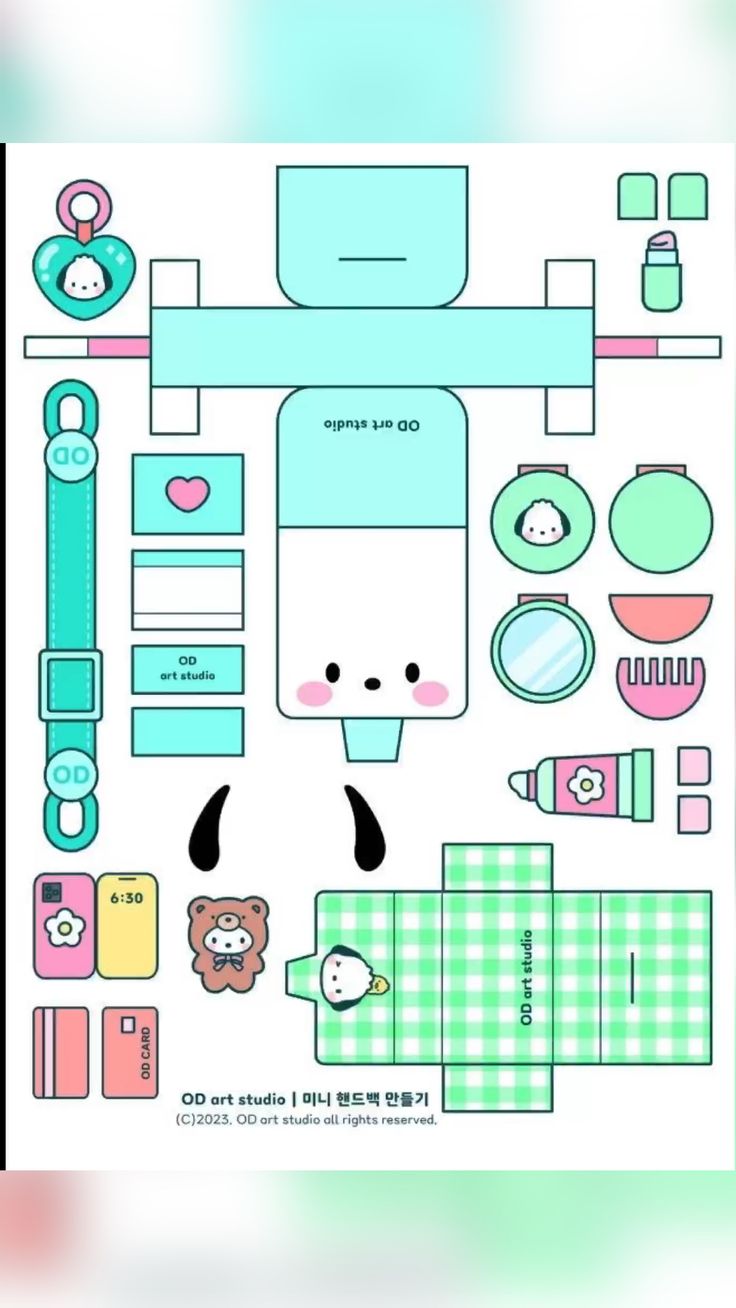 OD art studio
OD
OD
art studio
OD
6:30
OD art studio
OD CARD
OD art studio | 미니 핸드백 만들기
(C)2023. OD art studio all rights reserved.